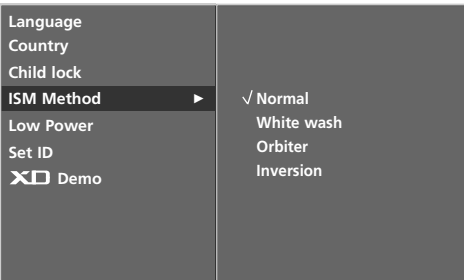 Language
Country
Child lock
ISM Method ►
Low Power
Set ID
XD Demo
√ Normal
White wash
Orbiter
Inversion